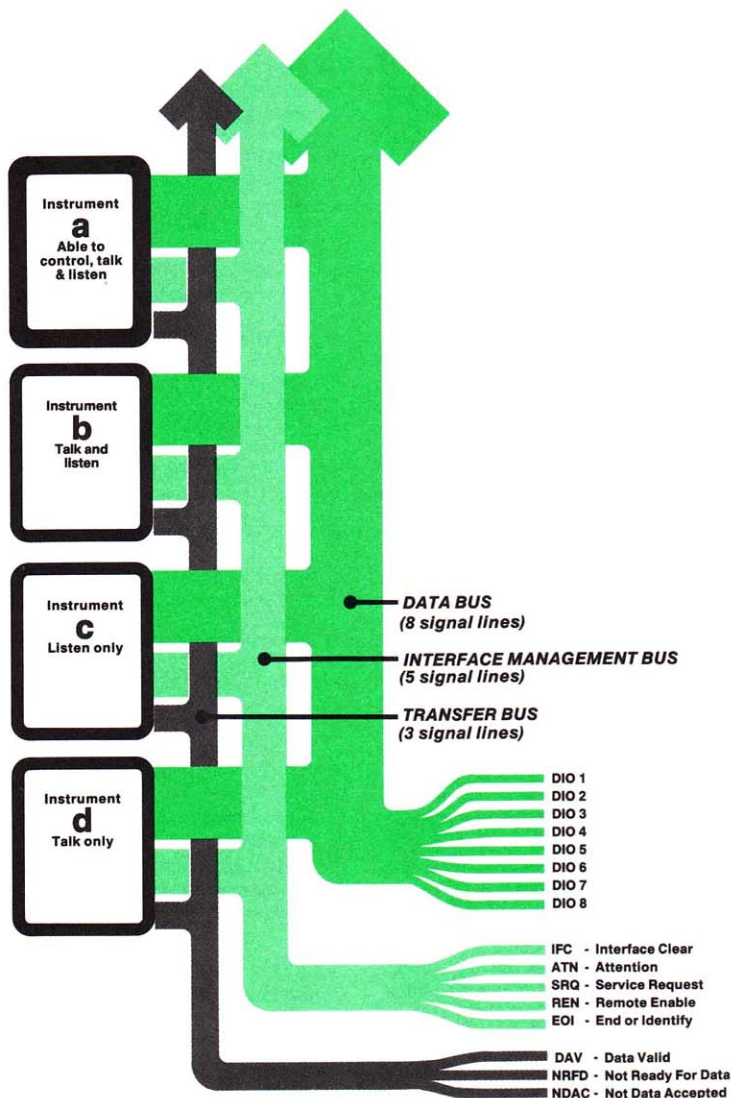 Instrument
a
Able to
control, talk
& listen
Instrument
b
Talk and
listen
Instrument
c
Listen only
Instrument
d
Talk only
DATA BUS
(8 signal lines)
INTERFACE MANAGEMENT BUS
(5 signal lines)
TRANSFER BUS
(3 signal lines)
DIO 1
DIO 2
DIO 3
DIO 4
DIO 5
DIO 6
DIO 7
DIO 8
IFC - Interface Clear
ATN - Attention
SRQ - Service Request
REN - Remote Enable
EOI - End or Identify
DAV - Data Valid
NRFD - Not Ready For Data
NDAC - Not Data Accepted